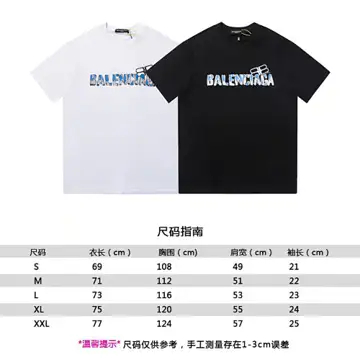 BALENCIAGA BALENCIAGA
尺码指南
尺码 衣长（cm） 胸围(cm) 肩宽（cm） 袖长（cm）
S 69 108 49 21
M 71 112 51 22
L 73 116 53 23
XL 75 120 55 24
XXL 77 124 57 25
*温馨提示* 尺码仅供参考，手工测量存在1-3cm误差